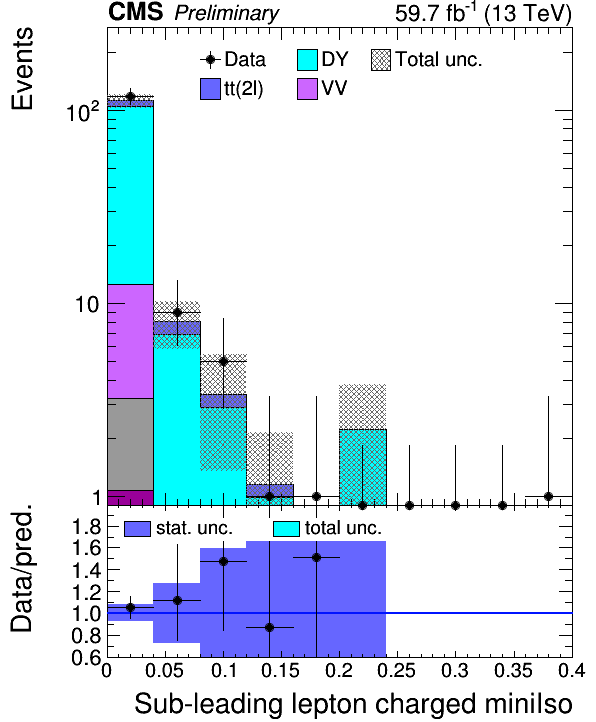 CMS Preliminary 59.7 fb⁻¹ (13 TeV)
Events
Data DY Total unc.
tt(2l) VV
10²
10
1
Data/pred.
stat. unc. total unc.
1.8
1.6
1.4
1.2
1.0
0.8
0.6
0 0.05 0.1 0.15 0.2 0.25 0.3 0.35 0.4
Sub-leading lepton charged miniIso